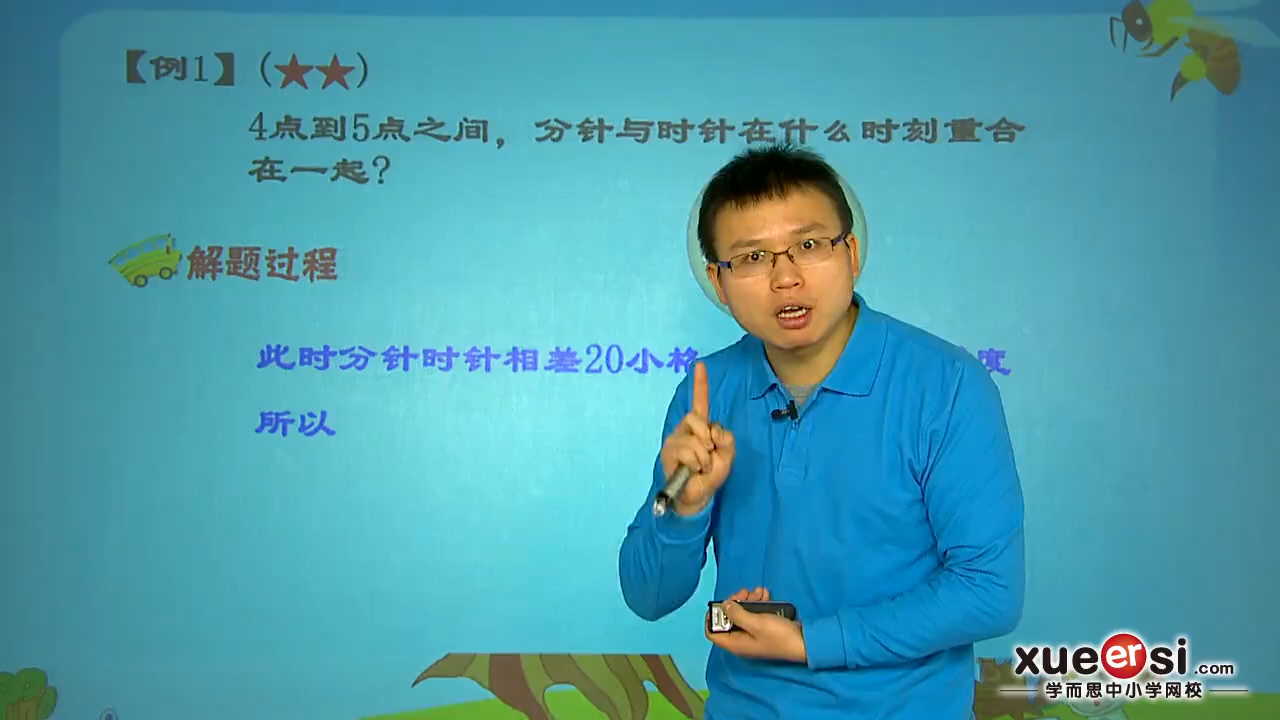 【例1】(★★)
4点到5点之间，分针与时针在什么时刻重合
在一起?
解题过程
此时分针时针相差20小格 度
所以
xueersi.com
学而思中小学网校